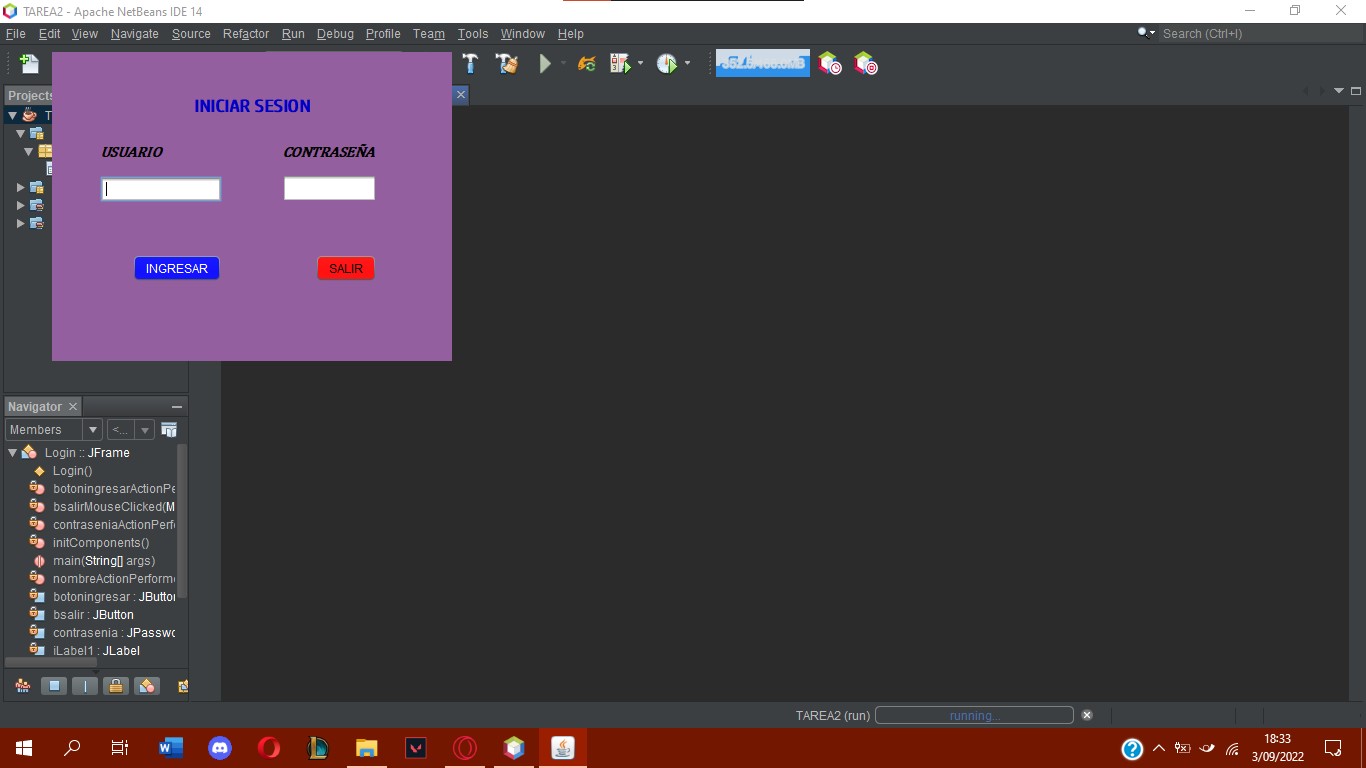 TAREA2 - Apache NetBeans IDE 14
File Edit View Navigate Source Refactor Run Debug Profile Team Tools Window Help
Search (Ctrl+I)
INICIAR SESION
USUARIO CONTRASEÑA
INGRESAR SALIR
Projects
T
Navigator
Members <...
Login :: JFrame
Login()
botoningresarActionPe
bsalirMouseClicked(M
contraseniaActionPerf
initComponents()
main(String[] args)
nombreActionPerform
botoningresar : JButton
bsalir : JButton
contrasenia : JPasswo
jLabel1 : JLabel
TAREA2 (run) running...
18:33
3/09/2022